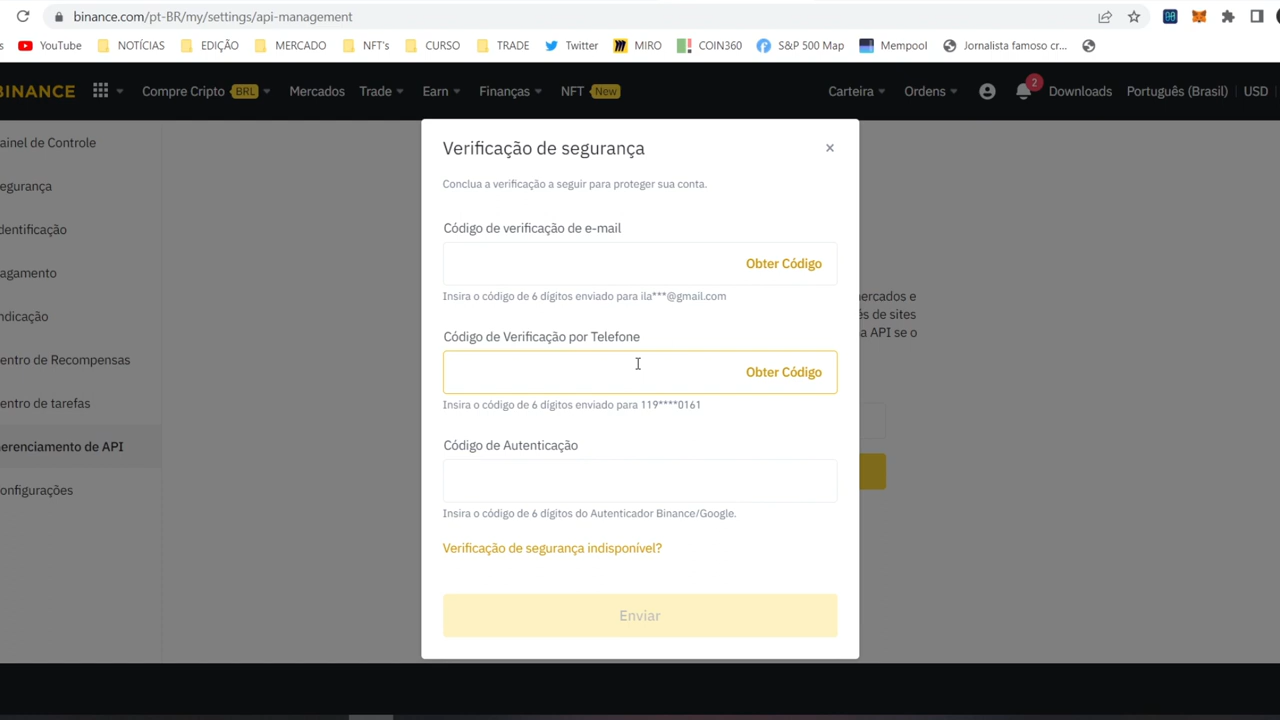 binance.com/pt-BR/my/settings/api-management
s YouTube NOTÍCIAS EDIÇÃO MERCADO NFT's CURSO TRADE Twitter MIRO COIN360 S&P 500 Map Mempool Jornalista famoso cr...
BINANCE Compre Cripto BRL Mercados Trade Earn Finanças NFT New Carteira Ordens 2 Downloads Português (Brasil) USD
ainel de Controle
egurança
dentificação
agamento
ndicação
entro de Recompensas
entro de tarefas
erenciamento de API
onfigurações
Verificação de segurança
Conclua a verificação a seguir para proteger sua conta.
Código de verificação de e-mail
Obter Código
Insira o código de 6 dígitos enviado para ila***@gmail.com
Código de Verificação por Telefone
Obter Código
Insira o código de 6 dígitos enviado para 119****0161
Código de Autenticação
Insira o código de 6 dígitos do Autenticador Binance/Google.
Verificação de segurança indisponível?
Enviar
ercados e
és de sites
a API se o